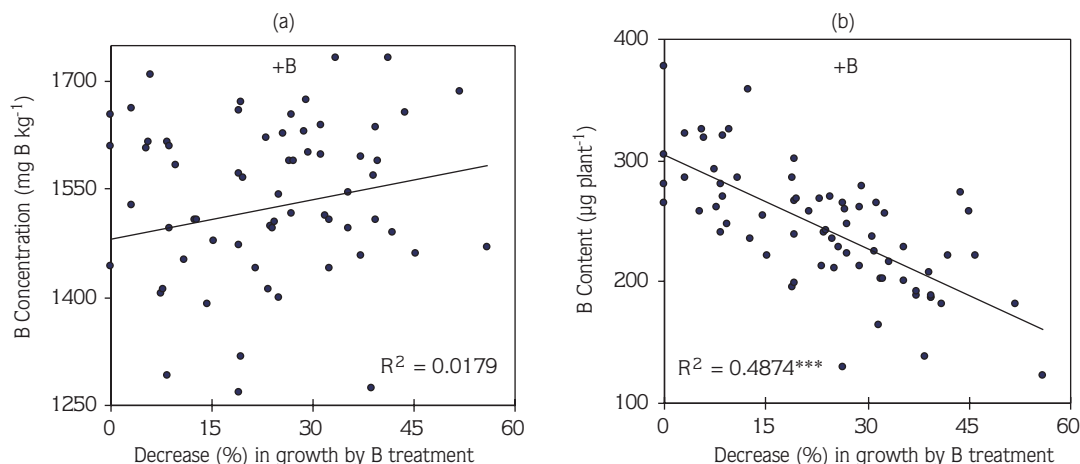 (a)
+B
B Concentration (mg B kg⁻¹)
1700
1550
1400
1250
R² = 0.0179
0 15 30 45 60
Decrease (%) in growth by B treatment
(b)
+B
B Content (µg plant⁻¹)
400
300
200
100
R² = 0.4874***
0 15 30 45 60
Decrease (%) in growth by B treatment